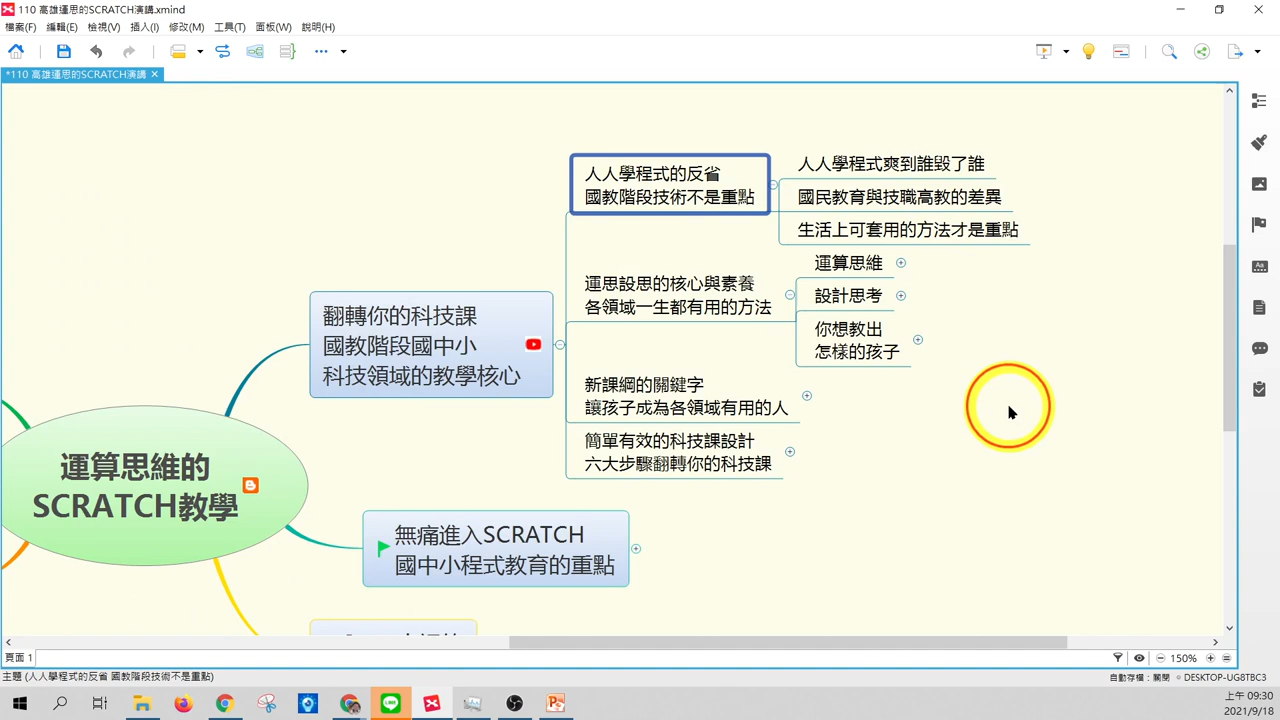 110 高雄運思的SCRATCH演講.xmind
檔案(F) 編輯(E) 檢視(V) 插入(I) 修改(M) 工具(T) 面板(W) 說明(H)
*110 高雄運思的SCRATCH演講
人人學程式的反省
國教階段技術不是重點
人人學程式爽到誰毀了誰
國民教育與技職高教的差異
生活上可套用的方法才是重點
運思設思的核心與素養
各領域一生都有用的方法
運算思維
設計思考
你想教出
怎樣的孩子
翻轉你的科技課
國教階段國中小
科技領域的教學核心
新課綱的關鍵字
讓孩子成為各領域有用的人
簡單有效的科技課設計
六大步驟翻轉你的科技課
運算思維的
SCRATCH教學
無痛進入SCRATCH
國中小程式教育的重點
頁面 1
150%
主題 (人人學程式的反省 國教階段技術不是重點)
自動存檔：關閉
DESKTOP-UG8TBC3
上午 09:30
2021/9/18